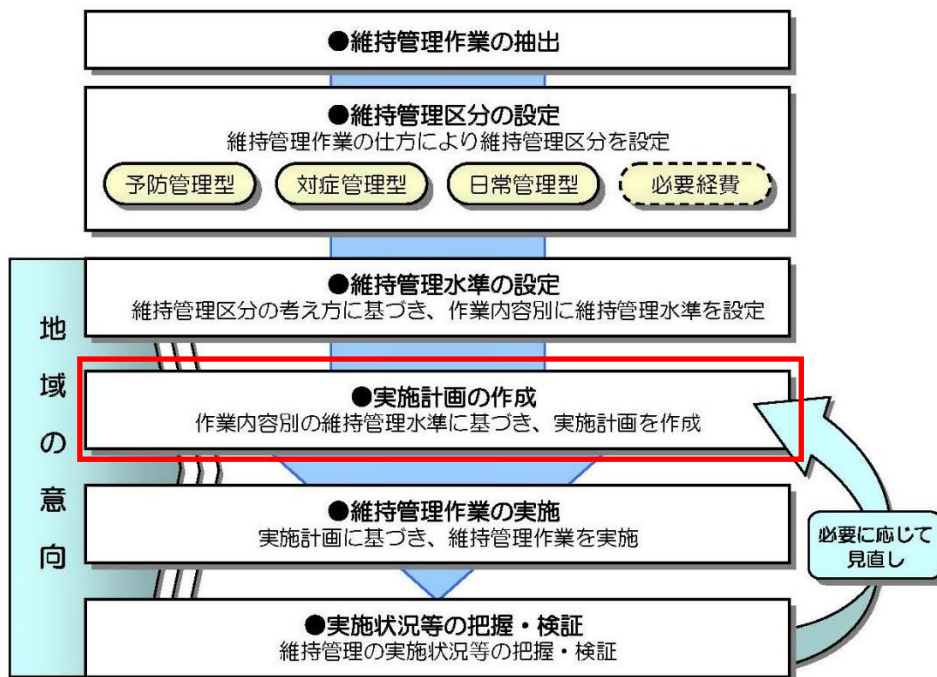 ●維持管理作業の抽出
●維持管理区分の設定
維持管理作業の仕方により維持管理区分を設定
予防管理型
対症管理型
日常管理型
必要経費
地域の意向
●維持管理水準の設定
維持管理区分の考え方に基づき、作業内容別に維持管理水準を設定
●実施計画の作成
作業内容別の維持管理水準に基づき、実施計画を作成
●維持管理作業の実施
実施計画に基づき、維持管理作業を実施
必要に応じて
見直し
●実施状況等の把握・検証
維持管理の実施状況等の把握・検証